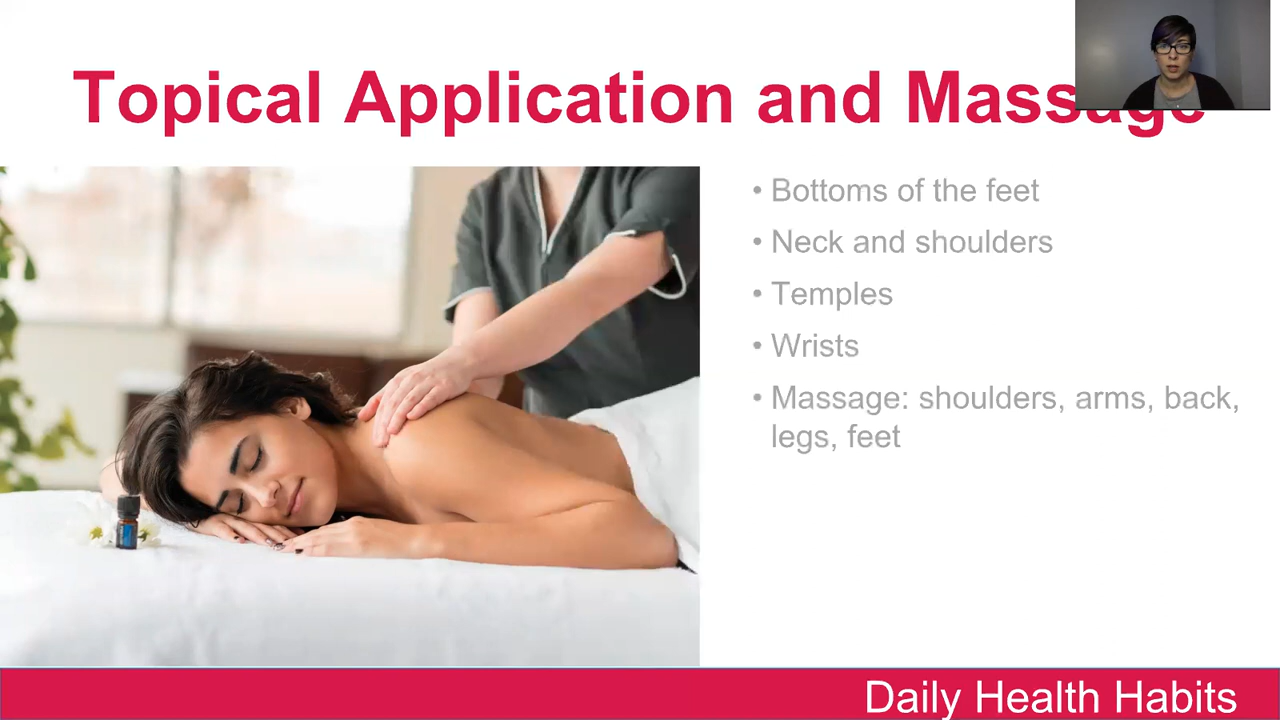 Topical Application and Massage
• Bottoms of the feet
• Neck and shoulders
• Temples
• Wrists
• Massage: shoulders, arms, back,
legs, feet
Daily Health Habits